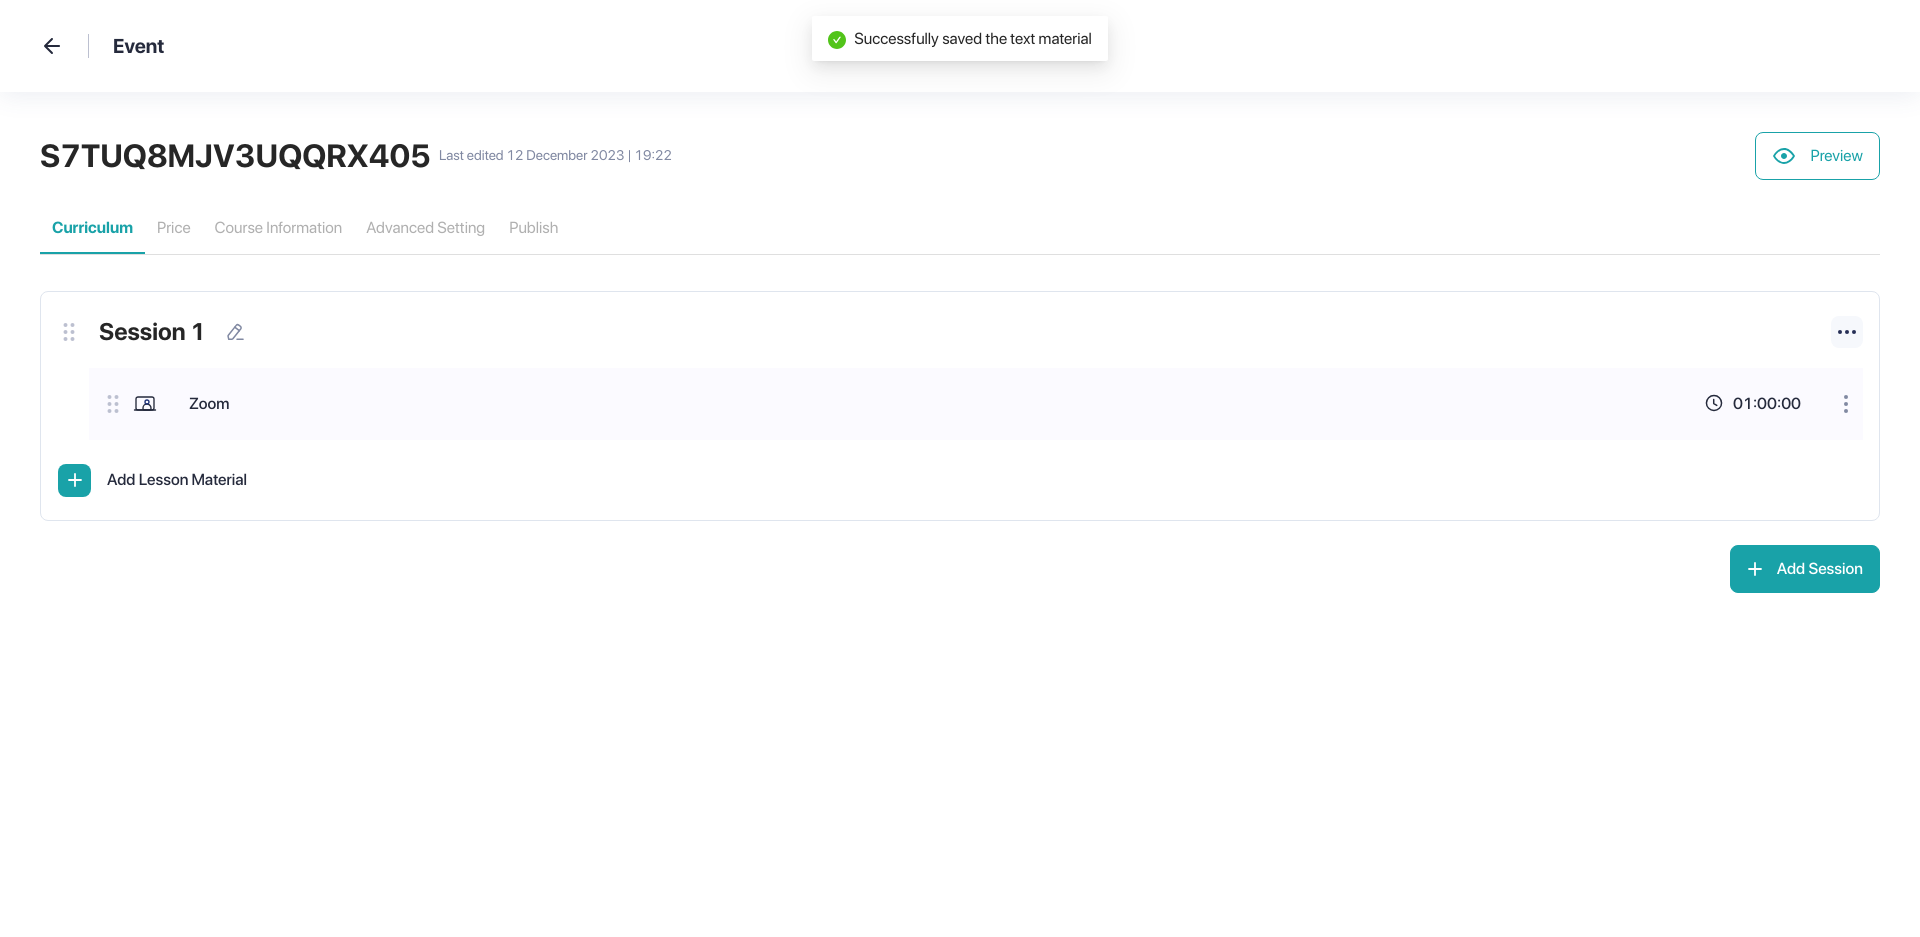 Event
Successfully saved the text material
S7TUQ8MJV3UQQRX405 Last edited 12 December 2023 | 19:22
Preview
Curriculum Price Course Information Advanced Setting Publish
Session 1
Zoom 01:00:00
Add Lesson Material
Add Session